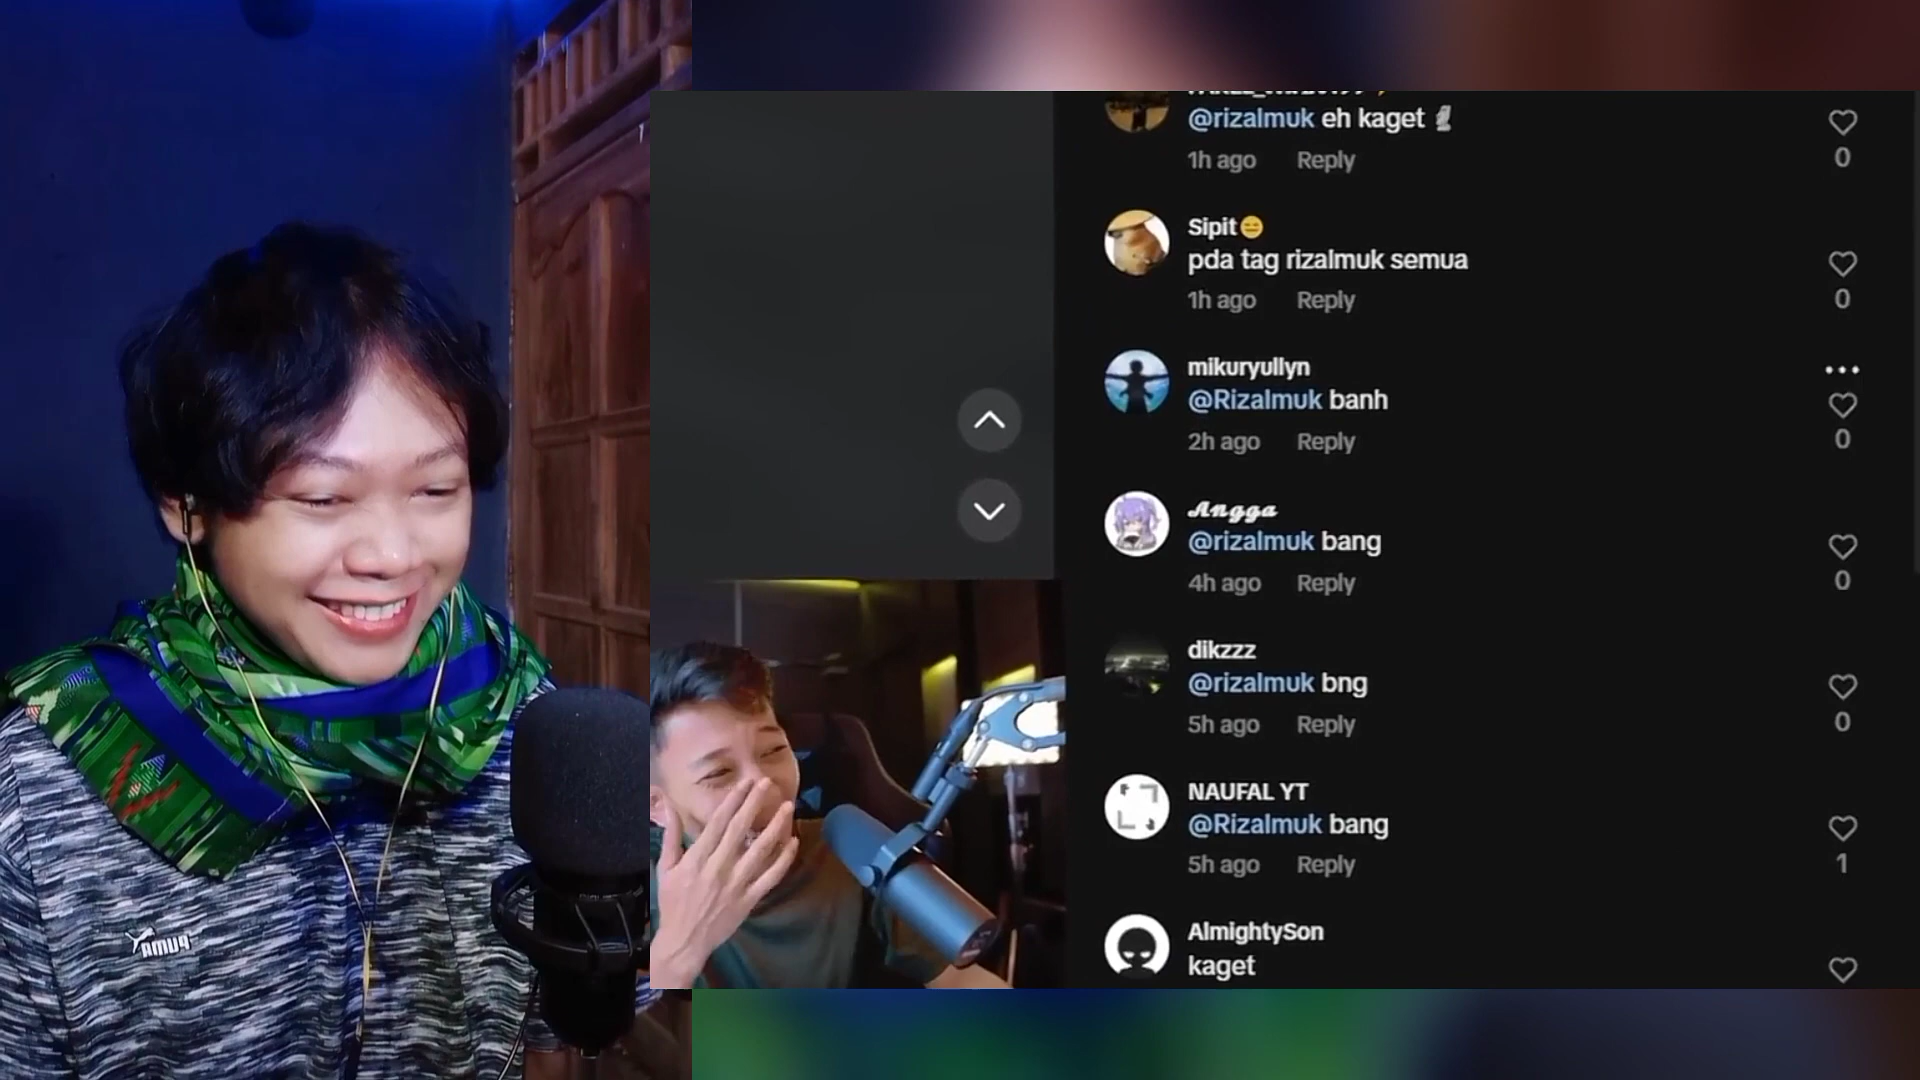 @rizalmuk eh kaget 🗿
1h ago Reply
0
Sipit😑
pda tag rizalmuk semua
1h ago Reply
0
mikuryullyn
@Rizalmuk banh
2h ago Reply
0
𝓐𝓷𝓰𝓰𝓪
@rizalmuk bang
4h ago Reply
0
dikzzz
@rizalmuk bng
5h ago Reply
0
NAUFAL YT
@Rizalmuk bang
5h ago Reply
1
AlmightySon
kaget